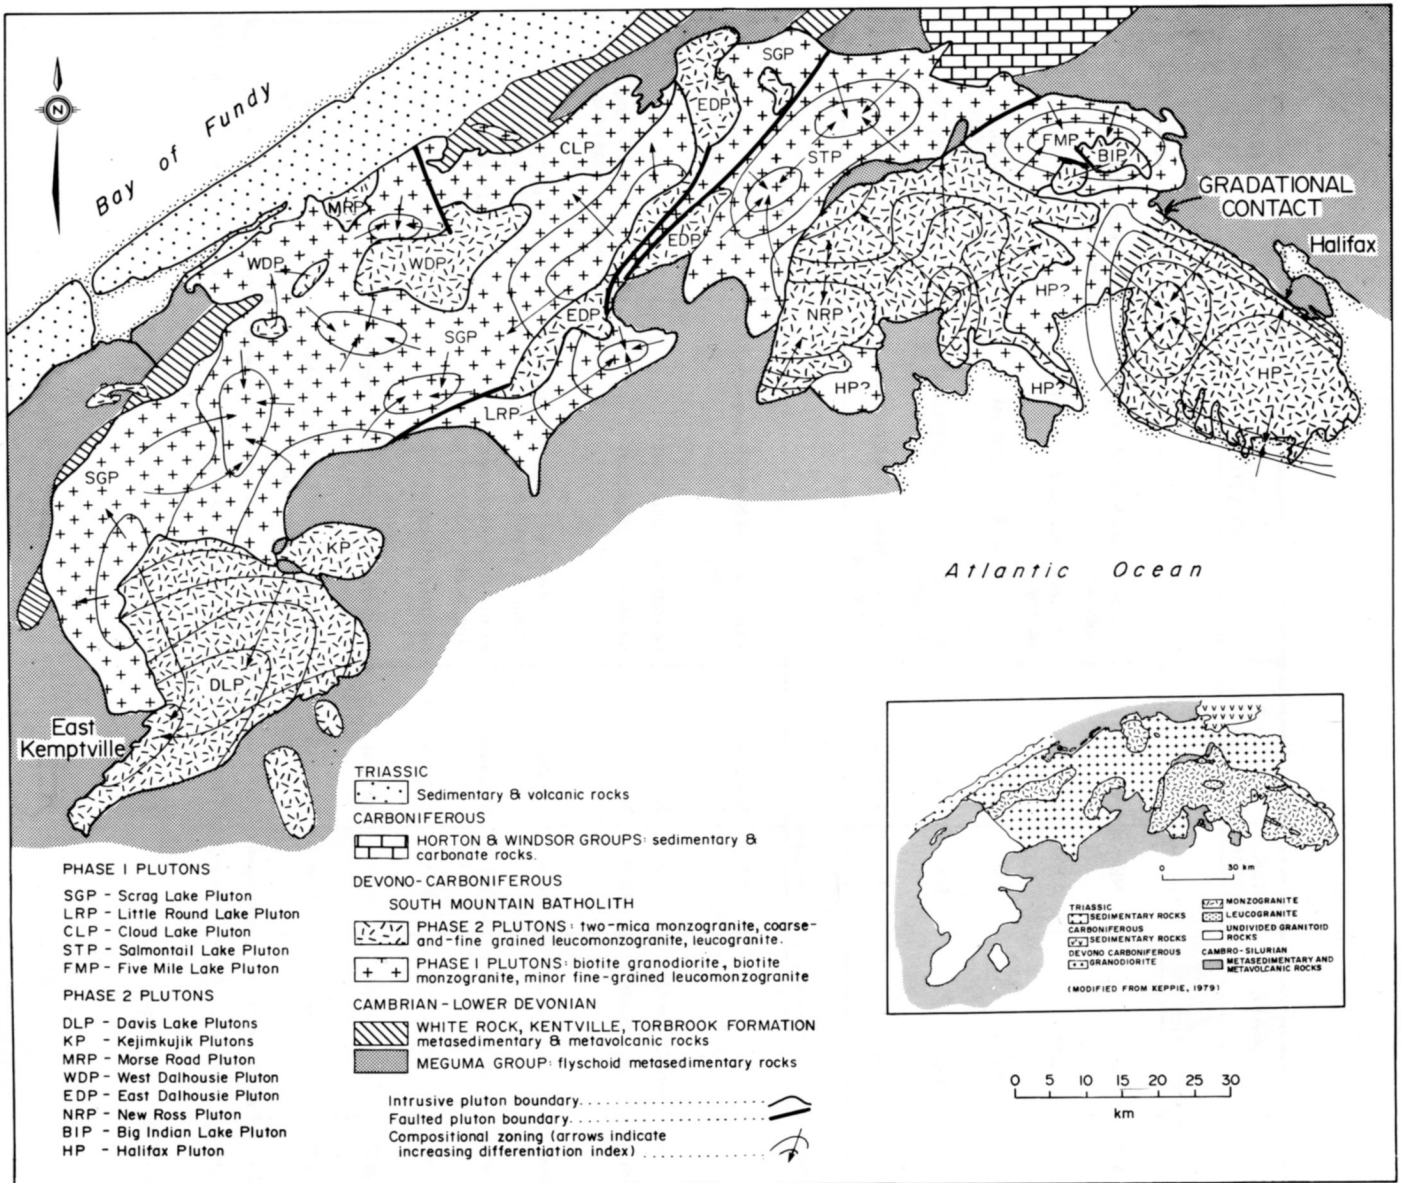 N
Bay of Fundy
SGP
EDP
CLP
STP
FMP
BIP
GRADATIONAL
CONTACT
Halifax
MRP
WDP
WDP
EDP
HP?
EDP
NRP
SGP
HP
HP?
HP?
LRP
SGP
KP
Atlantic Ocean
DLP
East
Kemptville
TRIASSIC
Sedimentary & volcanic rocks
CARBONIFEROUS
HORTON & WINDSOR GROUPS: sedimentary &
carbonate rocks.
DEVONO-CARBONIFEROUS
SOUTH MOUNTAIN BATHOLITH
PHASE 2 PLUTONS: two-mica monzogranite, coarse-
and-fine grained leucomonzogranite, leucogranite.
PHASE I PLUTONS: biotite granodiorite, biotite
monzogranite, minor fine-grained leucomonzogranite
CAMBRIAN-LOWER DEVONIAN
WHITE ROCK, KENTVILLE, TORBROOK FORMATION
metasedimentary & metavolcanic rocks
MEGUMA GROUP: flyschoid metasedimentary rocks
Intrusive pluton boundary
Faulted pluton boundary
Compositional zoning (arrows indicate
increasing differentiation index)
PHASE I PLUTONS
SGP - Scrag Lake Pluton
LRP - Little Round Lake Pluton
CLP - Cloud Lake Pluton
STP - Salmontail Lake Pluton
FMP - Five Mile Lake Pluton
PHASE 2 PLUTONS
DLP - Davis Lake Plutons
KP - Kejimkujik Plutons
MRP - Morse Road Pluton
WDP - West Dalhousie Pluton
EDP - East Dalhousie Pluton
NRP - New Ross Pluton
BIP - Big Indian Lake Pluton
HP - Halifax Pluton
0 30 km
TRIASSIC
SEDIMENTARY ROCKS
CARBONIFEROUS
SEDIMENTARY ROCKS
DEVONO CARBONIFEROUS
GRANODIORITE
MONZOGRANITE
LEUCOGRANITE
UNDIVIDED GRANITOID
ROCKS
CAMBRO-SILURIAN
METASEDIMENTARY AND
METAVOLCANIC ROCKS
(MODIFIED FROM KEPPIE, 1979)
0 5 10 15 20 25 30
km